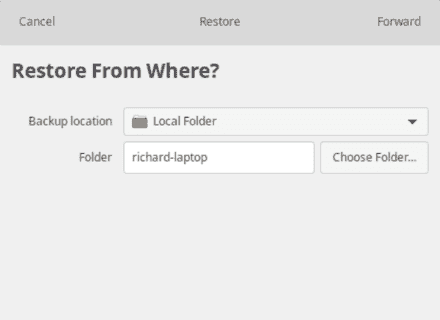 Cancel Restore Forward
Restore From Where?
Backup location Local Folder
Folder richard-laptop Choose Folder...